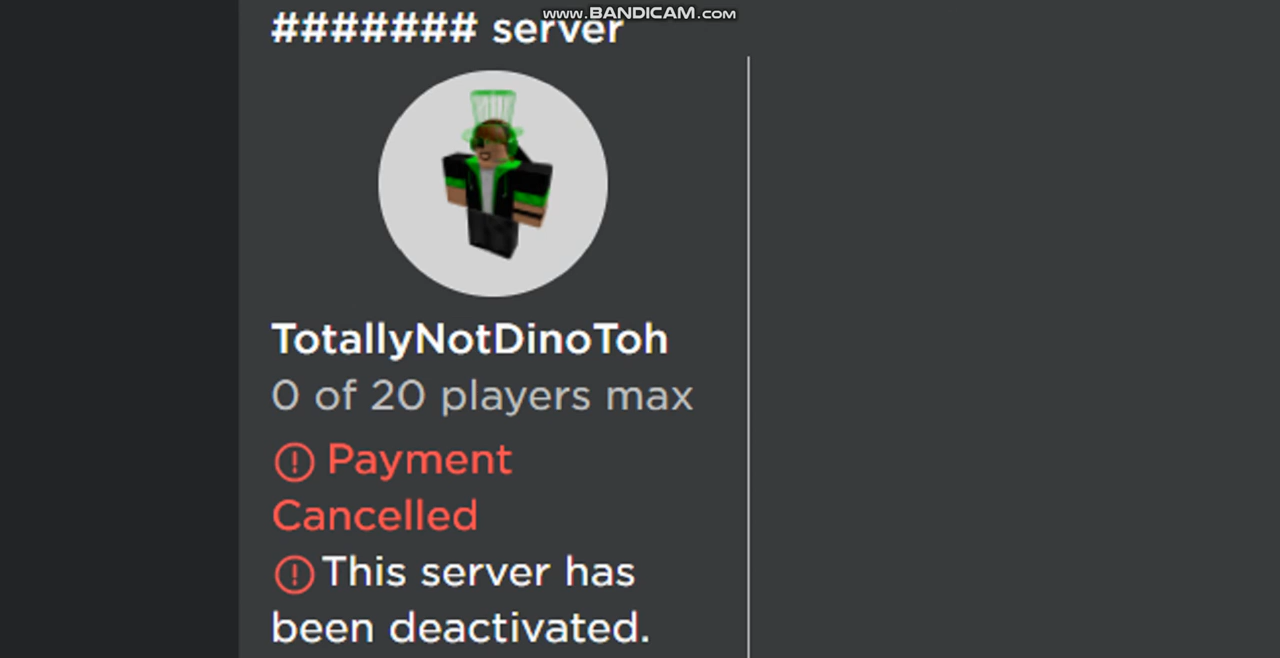 www.BANDICAM.com
####### server
TotallyNotDinoToh
0 of 20 players max
Payment
Cancelled
This server has
been deactivated.